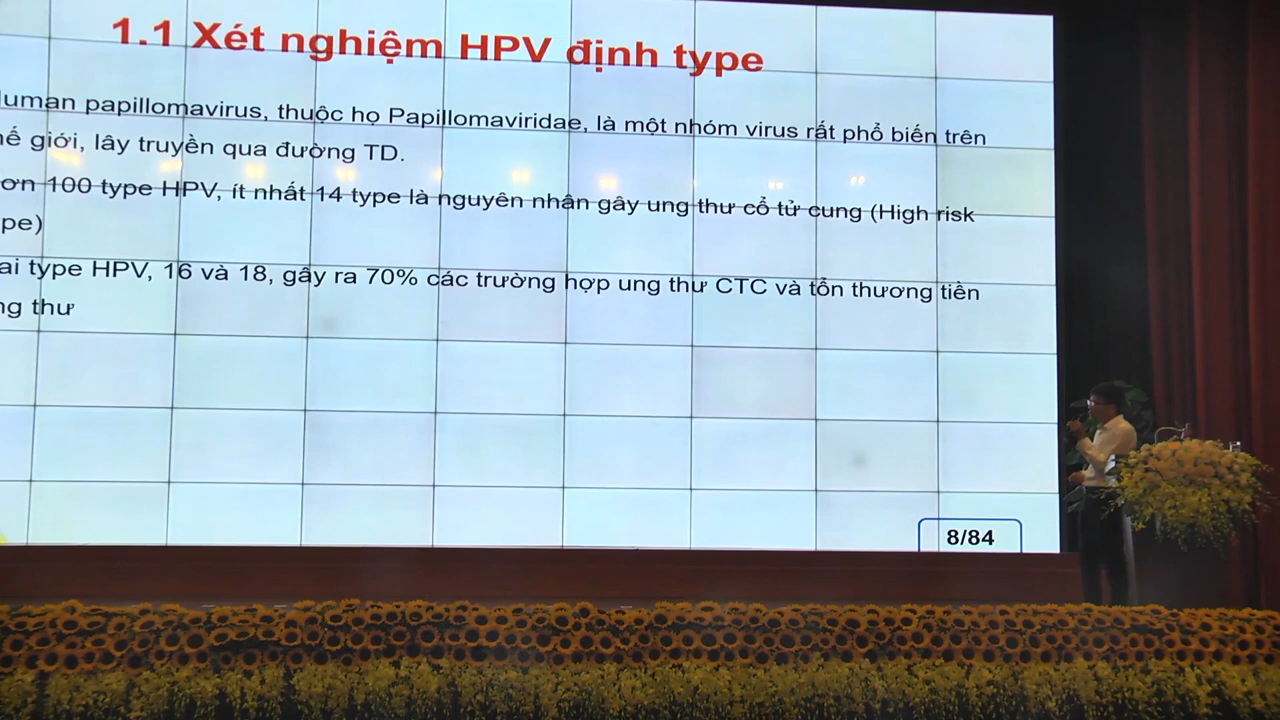 1.1 Xét nghiệm HPV định type
uman papillomavirus, thuộc họ Papillomaviridae, là một nhóm virus rất phổ biến trên
ế giới, lây truyền qua đường TD.
ơn 100 type HPV, ít nhất 14 type là nguyên nhân gây ung thư cổ tử cung (High risk
pe)
ai type HPV, 16 và 18, gây ra 70% các trường hợp ung thư CTC và tổn thương tiền
ng thư
8/84